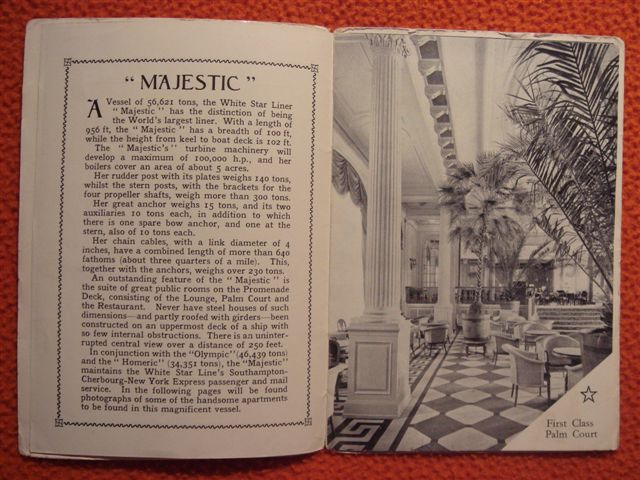 “ MAJESTIC ”
A Vessel of 56,621 tons, the White Star Liner
“ Majestic ” has the distinction of being
the World's largest liner. With a length of
956 ft, the “ Majestic ” has a breadth of 100 ft,
while the height from keel to boat deck is 102 ft.
The “ Majestic's ” turbine machinery will
develop a maximum of 100,000 h.p., and her
boilers cover an area of about 5 acres.
Her rudder post with its plates weighs 140 tons,
whilst the stern posts, with the brackets for the
four propeller shafts, weigh more than 300 tons.
Her great anchor weighs 15 tons, and its two
auxiliaries 10 tons each, in addition to which
there is one spare bow anchor, and one at the
stern, also of 10 tons each.
Her chain cables, with a link diameter of 4
inches, have a combined length of more than 640
fathoms (about three quarters of a mile). This,
together with the anchors, weighs over 230 tons.
An outstanding feature of the “ Majestic ” is
the suite of great public rooms on the Promenade
Deck, consisting of the Lounge, Palm Court and
the Restaurant. Never have steel houses of such
dimensions—and partly roofed with girders—been
constructed on an uppermost deck of a ship with
so few internal obstructions. There is an uninter-
rupted central view over a distance of 250 feet.
In conjunction with the “Olympic” (46,439 tons)
and the “ Homeric ” (34,351 tons), the “Majestic”
maintains the White Star Line's Southampton-
Cherbourg-New York Express passenger and mail
service. In the following pages will be found
photographs of some of the handsome apartments
to be found in this magnificent vessel.
First Class
Palm Court